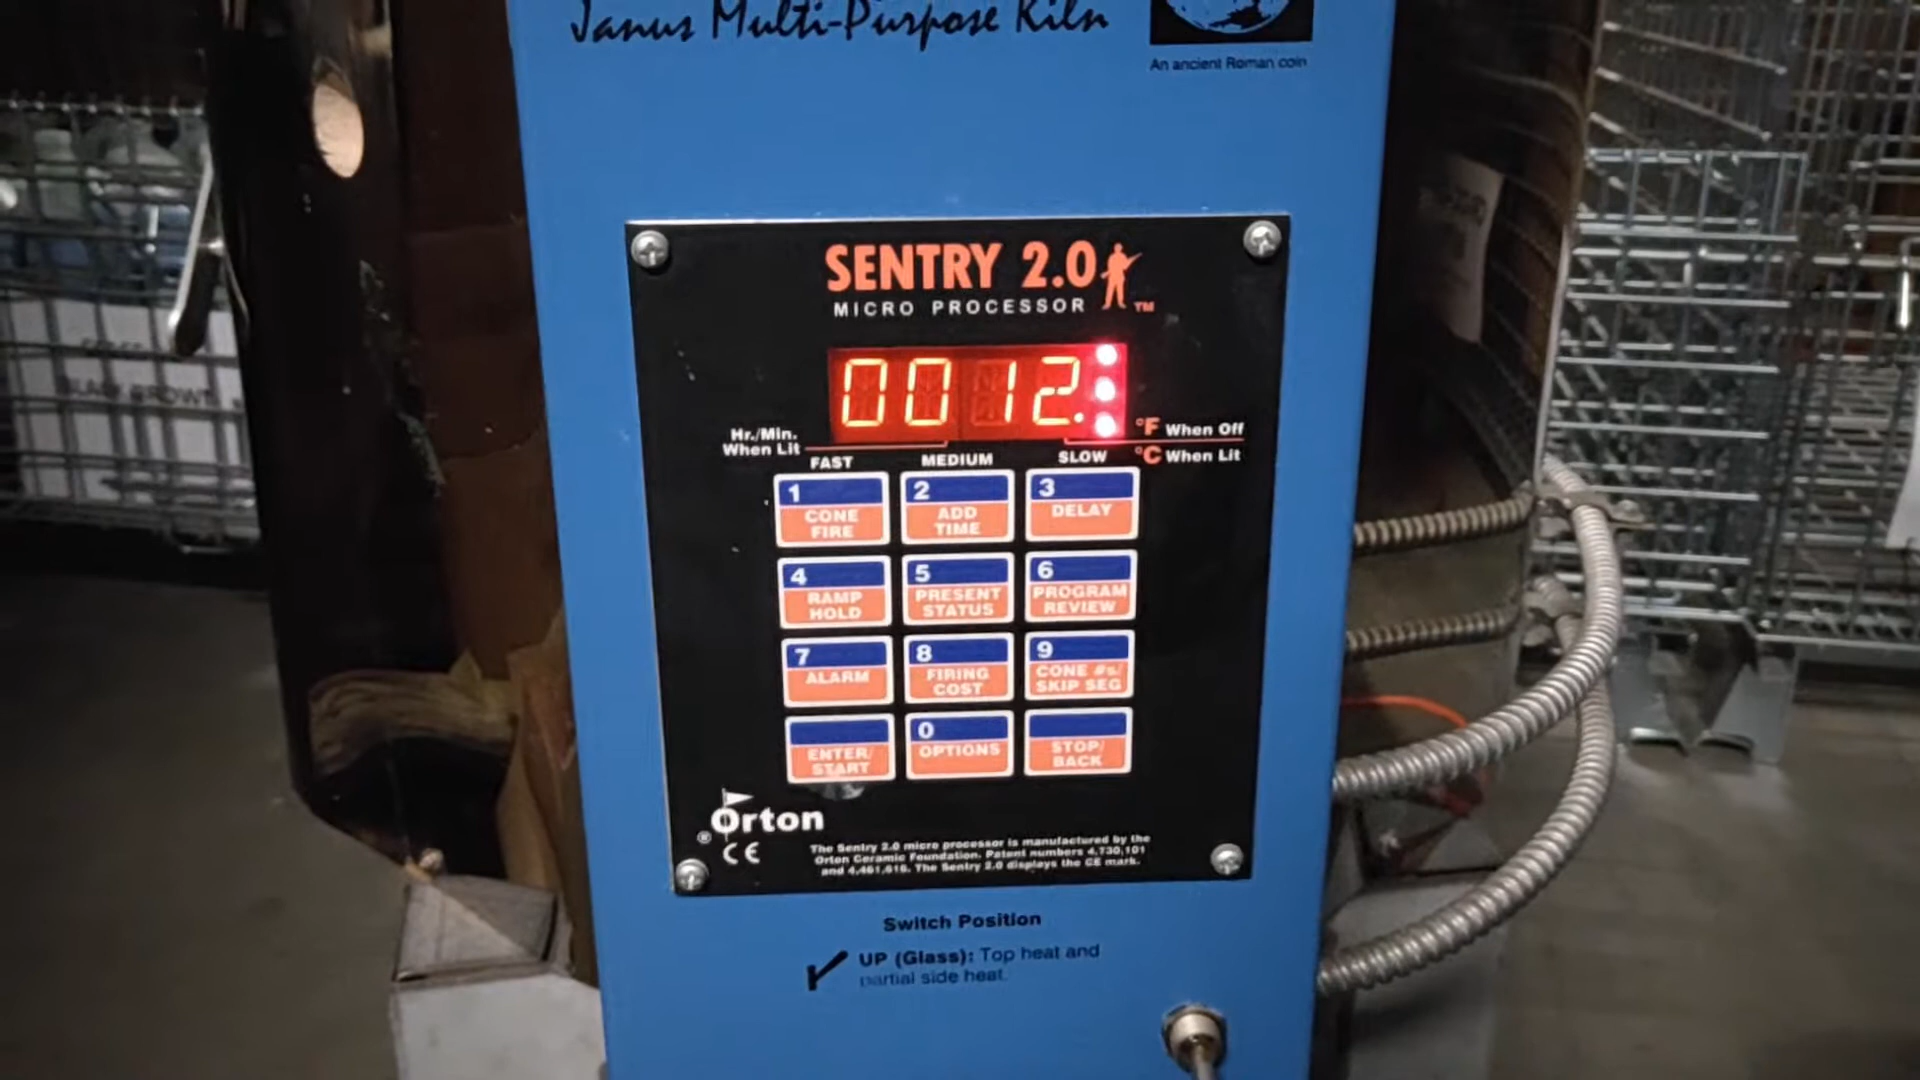 Janus Multi-Purpose Kiln
An ancient Roman coin
SENTRY 2.0
MICRO PROCESSOR TM
0012.
Hr./Min.
When Lit
°F When Off
°C When Lit
FAST MEDIUM SLOW
1 CONE FIRE
2 ADD TIME
3 DELAY
4 RAMP HOLD
5 PRESENT STATUS
6 PROGRAM REVIEW
7 ALARM
8 FIRING COST
9 CONE #s/ SKIP SEG
ENTER/ START
0 OPTIONS
STOP/ BACK
® Orton
CE
The Sentry 2.0 micro processor is manufactured by the
Orton Ceramic Foundation. Patent numbers 4,730,101
and 4,461,616. The Sentry 2.0 displays the CE mark.
Switch Position
UP (Glass): Top heat and
partial side heat.